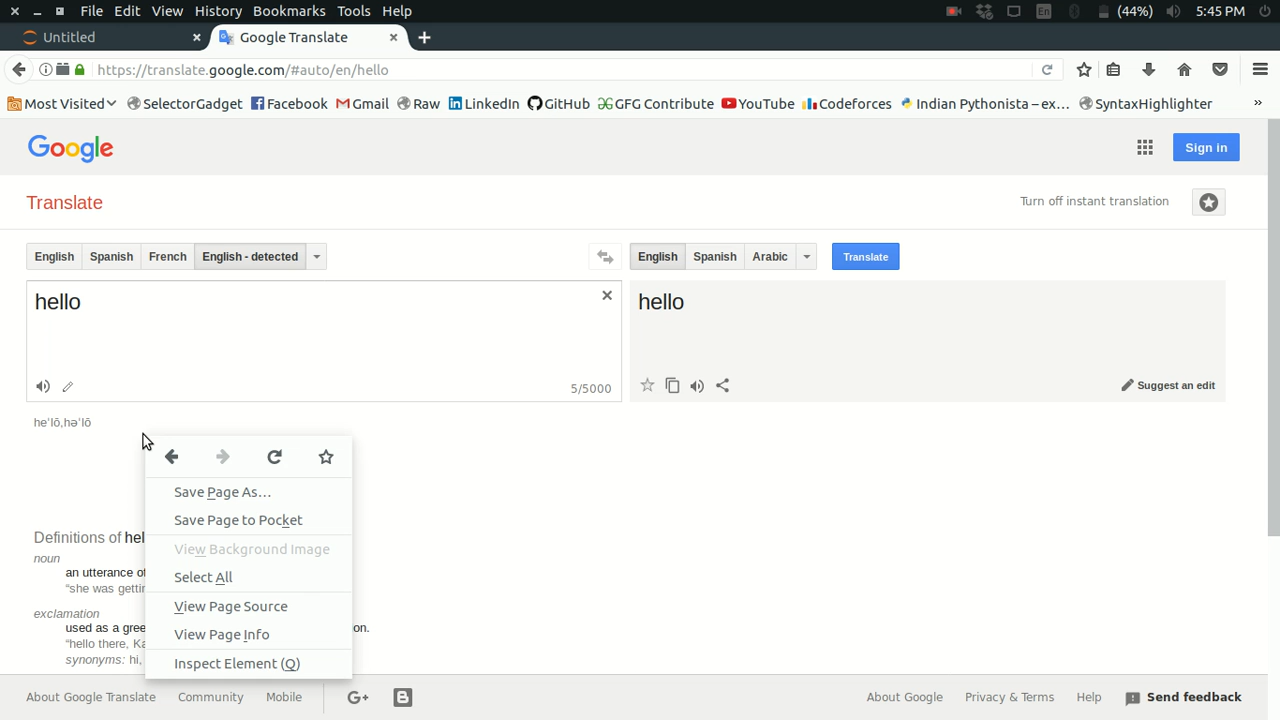 File Edit View History Bookmarks Tools Help
En (44%) 5:45 PM
Untitled Google Translate
https://translate.google.com/#auto/en/hello
Most Visited SelectorGadget Facebook Gmail Raw LinkedIn GitHub GFG Contribute YouTube Codeforces Indian Pythonista – ex... SyntaxHighlighter »
Google
Sign in
Translate
Turn off instant translation
English Spanish French English - detected
English Spanish Arabic Translate
hello
hello
5/5000
Suggest an edit
heˈlō,həˈlō
Save Page As...
Save Page to Pocket
View Background Image
Select All
View Page Source
View Page Info
Inspect Element (Q)
Definitions of hel
noun
an utterance of
“she was gettin
exclamation
used as a gree on.
“hello there, Ka
synonyms: hi,
About Google Translate Community Mobile G+ About Google Privacy & Terms Help Send feedback